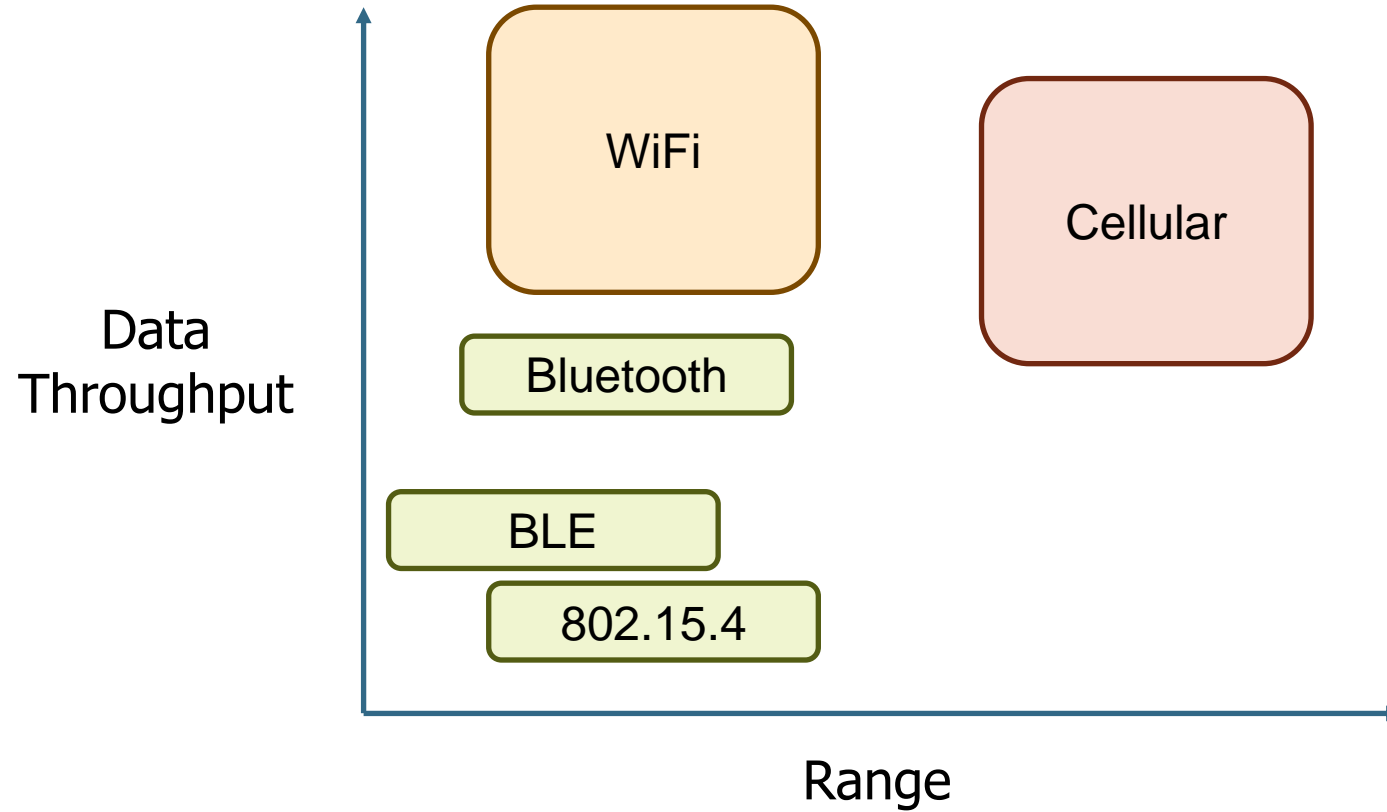 WiFi
Cellular
Data
Throughput
Bluetooth
BLE
802.15.4
Range